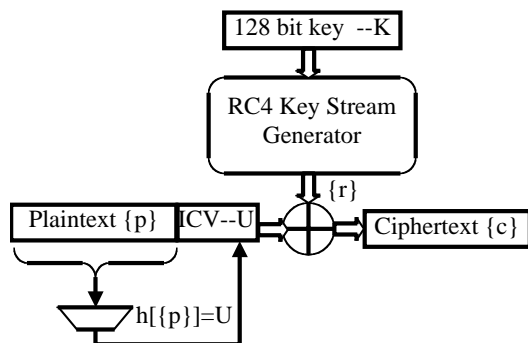 128 bit key --K
RC4 Key Stream
Generator
{r}
Plaintext {p}
ICV--U
Ciphertext {c}
h[{p}]=U